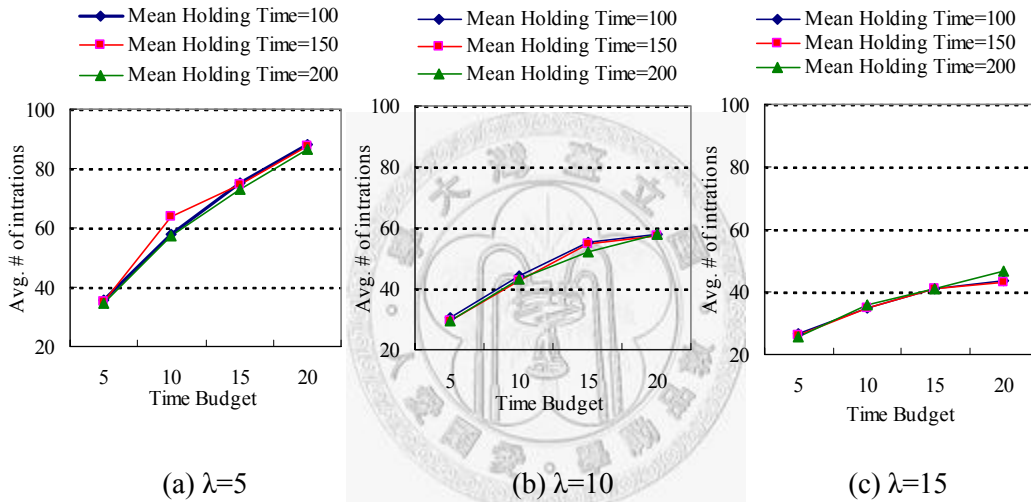 Mean Holding Time=100
Mean Holding Time=150
Mean Holding Time=200
100
80
60
40
20
Avg. # of intrations
5 10 15 20
Time Budget
(a) λ=5
Mean Holding Time=100
Mean Holding Time=150
Mean Holding Time=200
100
80
60
40
20
Avg. # of intrations
5 10 15 20
Time Budget
(b) λ=10
Mean Holding Time=100
Mean Holding Time=150
Mean Holding Time=200
100
80
60
40
20
Avg. # of intrations
5 10 15 20
Time Budget
(c) λ=15